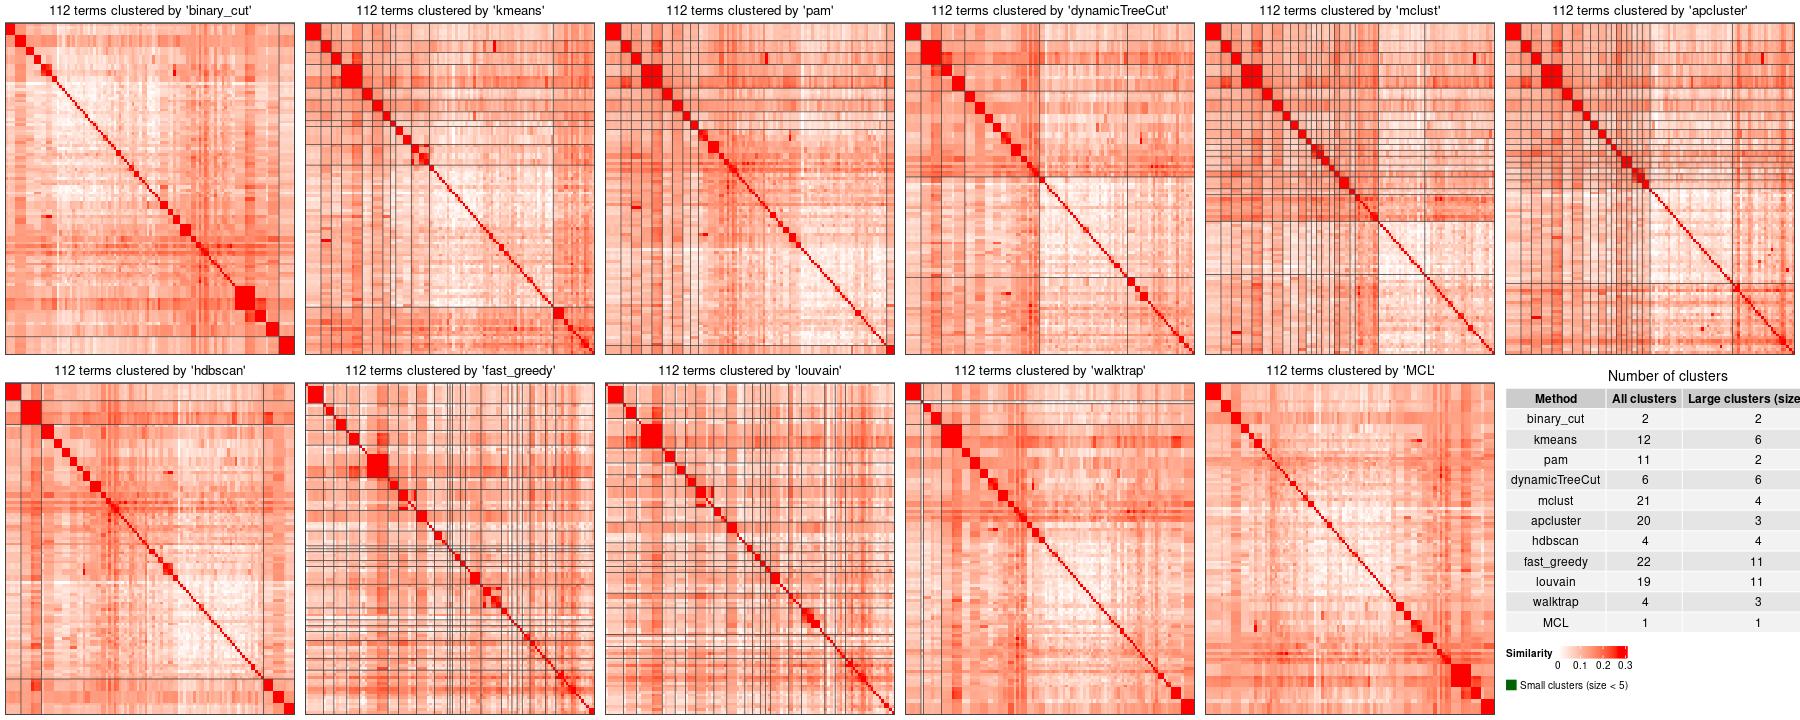 112 terms clustered by 'binary_cut'
112 terms clustered by 'kmeans'
112 terms clustered by 'pam'
112 terms clustered by 'dynamicTreeCut'
112 terms clustered by 'mclust'
112 terms clustered by 'apcluster'
112 terms clustered by 'hdbscan'
112 terms clustered by 'fast_greedy'
112 terms clustered by 'louvain'
112 terms clustered by 'walktrap'
112 terms clustered by 'MCL'
Number of clusters
Method All clusters Large clusters (size
binary_cut 2 2
kmeans 12 6
pam 11 2
dynamicTreeCut 6 6
mclust 21 4
apcluster 20 3
hdbscan 4 4
fast_greedy 22 11
louvain 19 11
walktrap 4 3
MCL 1 1
Similarity
0 0.1 0.2 0.3
Small clusters (size < 5)